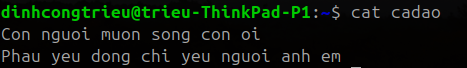 dinhcongtrieu@trieu-ThinkPad-P1:~$ cat cadao
Con nguoi muon song con oi
Phau yeu dong chi yeu nguoi anh em